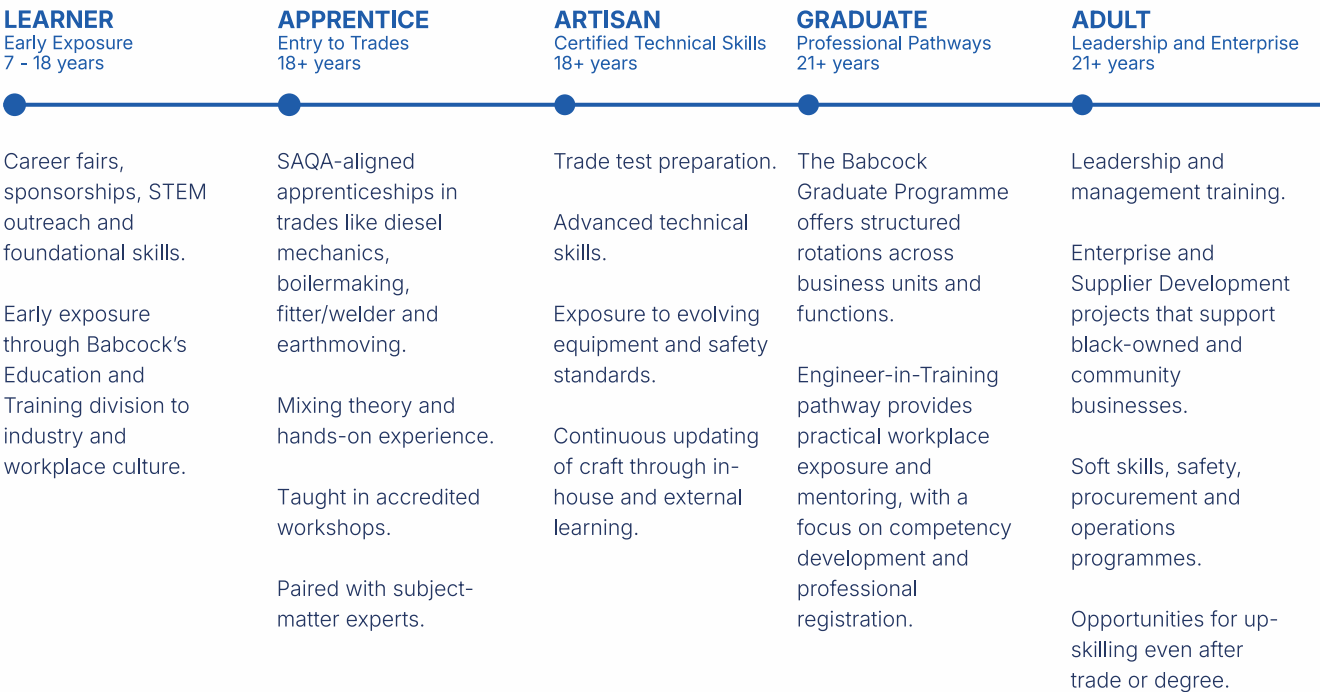 LEARNER
Early Exposure
7 - 18 years
Career fairs,
sponsorships, STEM
outreach and
foundational skills.
Early exposure
through Babcock’s
Education and
Training division to
industry and
workplace culture.
APPRENTICE
Entry to Trades
18+ years
SAQA-aligned
apprenticeships in
trades like diesel
mechanics,
boilermaking,
fitter/welder and
earthmoving.
Mixing theory and
hands-on experience.
Taught in accredited
workshops.
Paired with subject-
matter experts.
ARTISAN
Certified Technical Skills
18+ years
Trade test preparation.
Advanced technical
skills.
Exposure to evolving
equipment and safety
standards.
Continuous updating
of craft through in-
house and external
learning.
GRADUATE
Professional Pathways
21+ years
The Babcock
Graduate Programme
offers structured
rotations across
business units and
functions.
Engineer-in-Training
pathway provides
practical workplace
exposure and
mentoring, with a
focus on competency
development and
professional
registration.
ADULT
Leadership and Enterprise
21+ years
Leadership and
management training.
Enterprise and
Supplier Development
projects that support
black-owned and
community
businesses.
Soft skills, safety,
procurement and
operations
programmes.
Opportunities for up-
skilling even after
trade or degree.